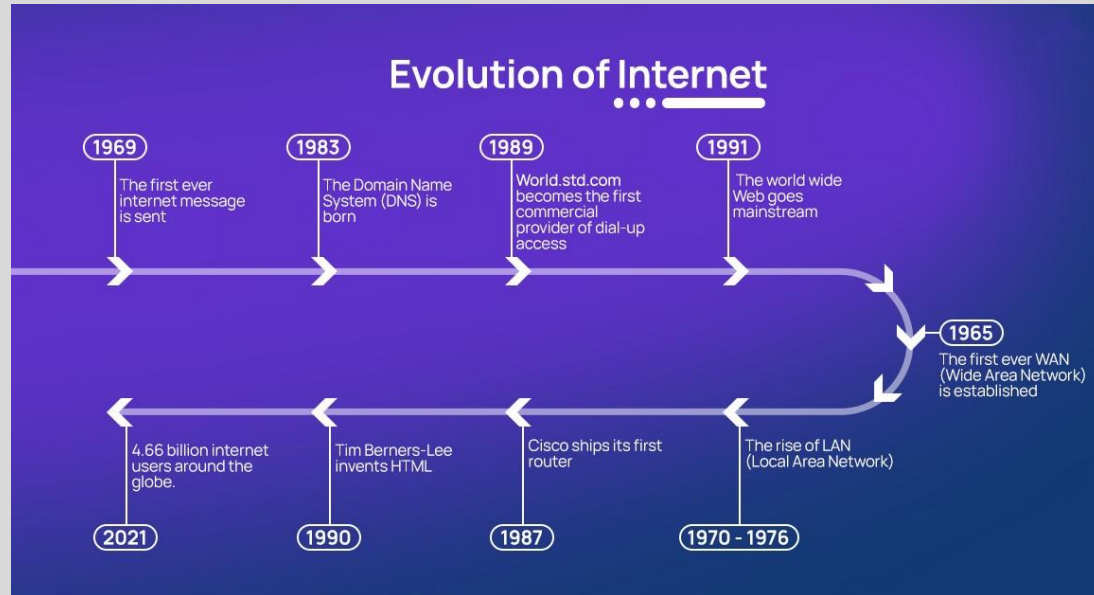 Evolution of Internet
1969
The first ever
internet message
is sent
1983
The Domain Name
System (DNS) is
born
1989
World.std.com
becomes the first
commercial
provider of dial-up
access
1991
The world wide
Web goes
mainstream
1965
The first ever WAN
(Wide Area Network)
is established
The rise of LAN
(Local Area Network)
1970 - 1976
Cisco ships its first
router
1987
Tim Berners-Lee
invents HTML
1990
4.66 billion internet
users around the
globe.
2021